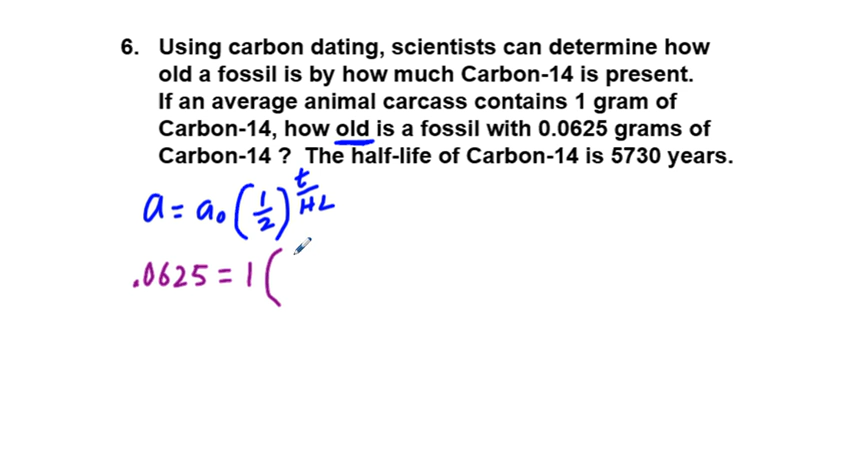 6. Using carbon dating, scientists can determine how
old a fossil is by how much Carbon-14 is present.
If an average animal carcass contains 1 gram of
Carbon-14, how old is a fossil with 0.0625 grams of
Carbon-14 ? The half-life of Carbon-14 is 5730 years.
a = a₀ (1/2)^(t/HL)
.0625 = 1 (